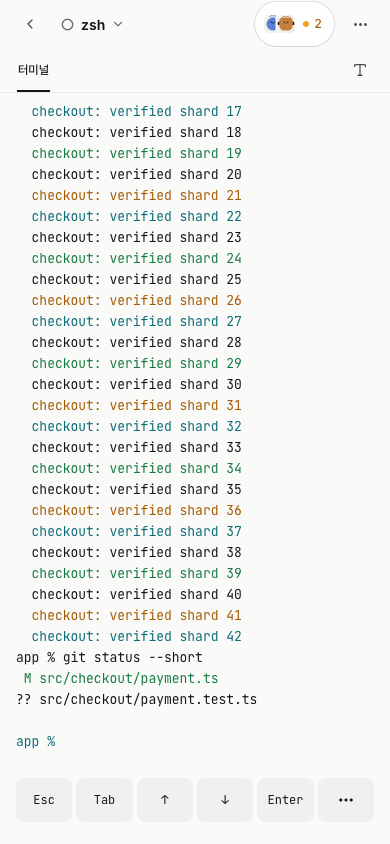 zsh
2
터미널
checkout: verified shard 17
checkout: verified shard 18
checkout: verified shard 19
checkout: verified shard 20
checkout: verified shard 21
checkout: verified shard 22
checkout: verified shard 23
checkout: verified shard 24
checkout: verified shard 25
checkout: verified shard 26
checkout: verified shard 27
checkout: verified shard 28
checkout: verified shard 29
checkout: verified shard 30
checkout: verified shard 31
checkout: verified shard 32
checkout: verified shard 33
checkout: verified shard 34
checkout: verified shard 35
checkout: verified shard 36
checkout: verified shard 37
checkout: verified shard 38
checkout: verified shard 39
checkout: verified shard 40
checkout: verified shard 41
checkout: verified shard 42
app % git status --short
M src/checkout/payment.ts
?? src/checkout/payment.test.ts
app %
Esc Tab ↑ ↓ Enter •••